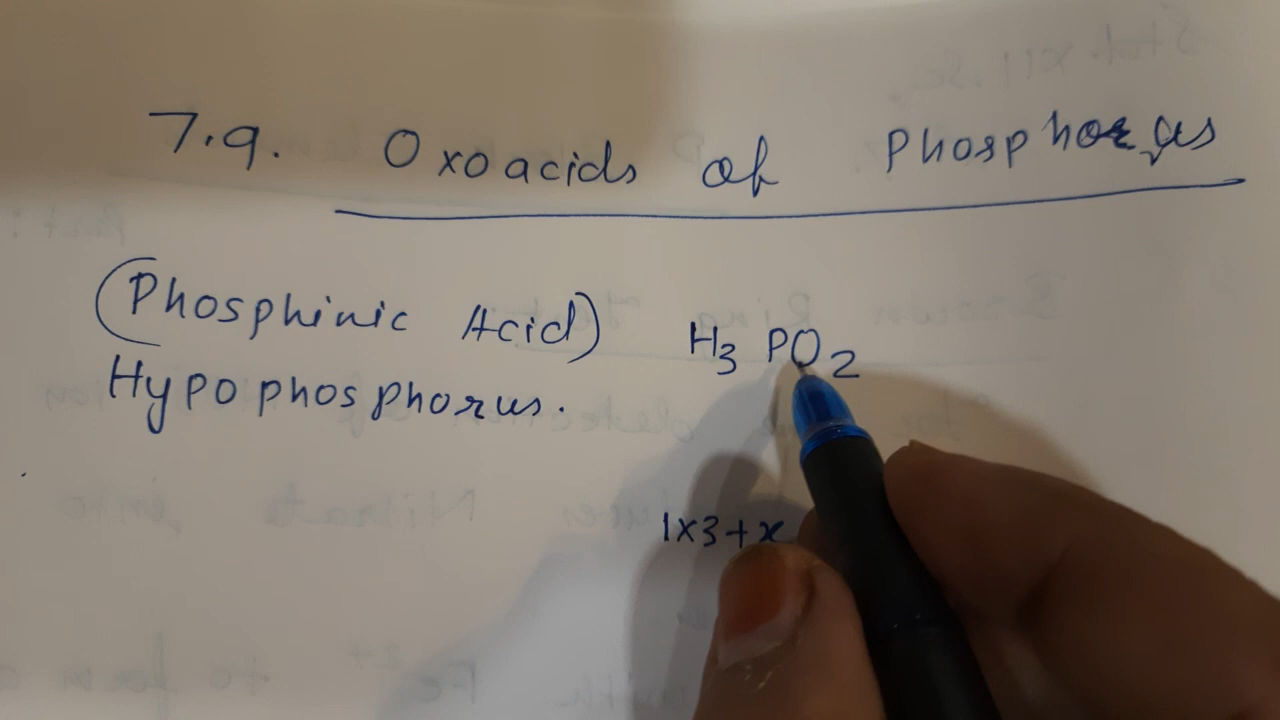 7.9. Oxoacids of Phosphorus
(Phosphinic Acid) H3 PO2
Hypophosphorus.
1x3+x